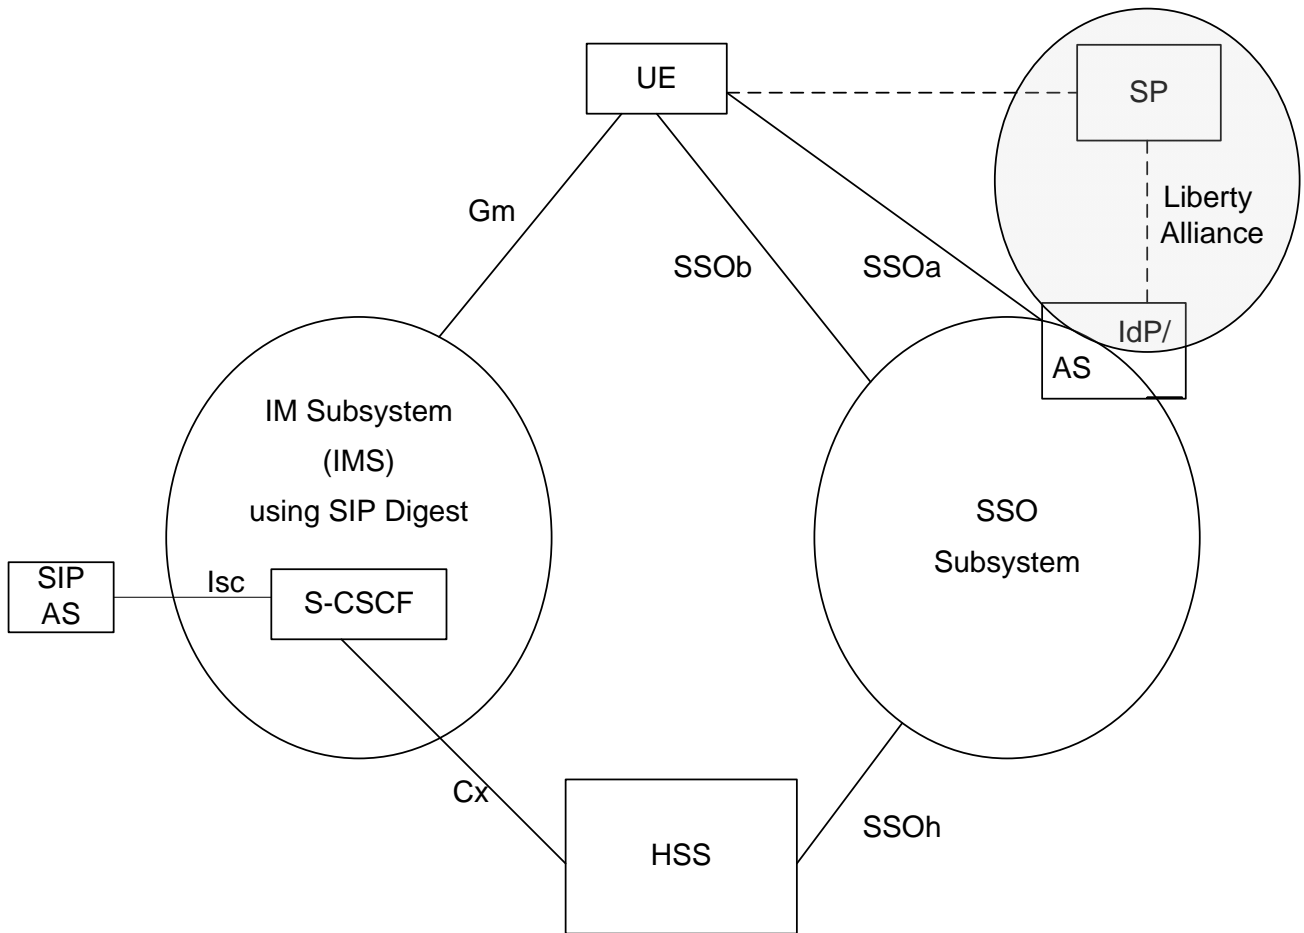 UE
SP
Liberty
Alliance
Gm
SSOb
SSOa
IdP/
AS
IM Subsystem
(IMS)
using SIP Digest
SSO
Subsystem
SIP
AS
Isc
S-CSCF
Cx
HSS
SSOh